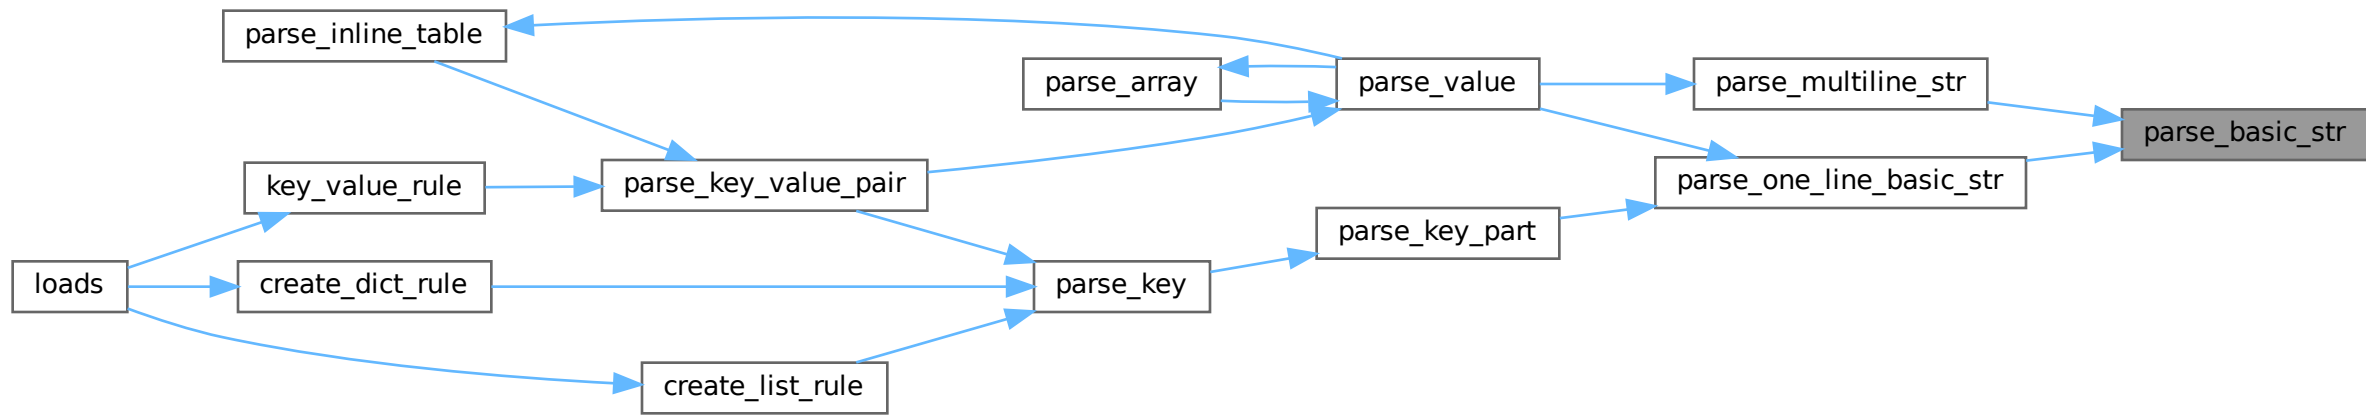 parse_inline_table
parse_array
parse_value
parse_multiline_str
parse_basic_str
key_value_rule
parse_key_value_pair
parse_one_line_basic_str
parse_key_part
loads
create_dict_rule
parse_key
create_list_rule